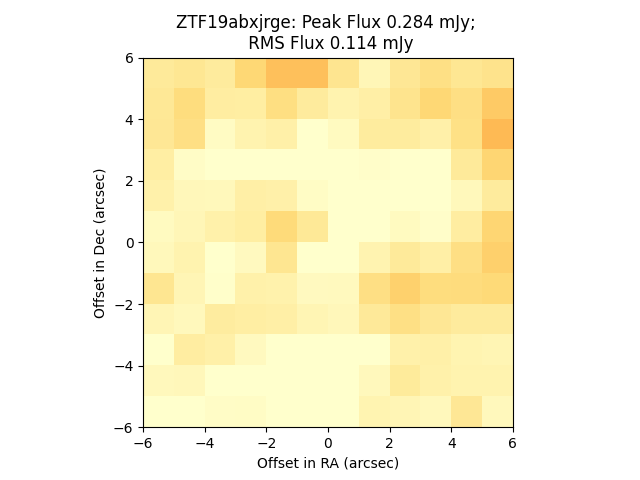 ZTF19abxjrge: Peak Flux 0.284 mJy;
RMS Flux 0.114 mJy
6
4
2
0
−2
−4
−6
Offset in Dec (arcsec)
−6 −4 −2 0 2 4 6
Offset in RA (arcsec)